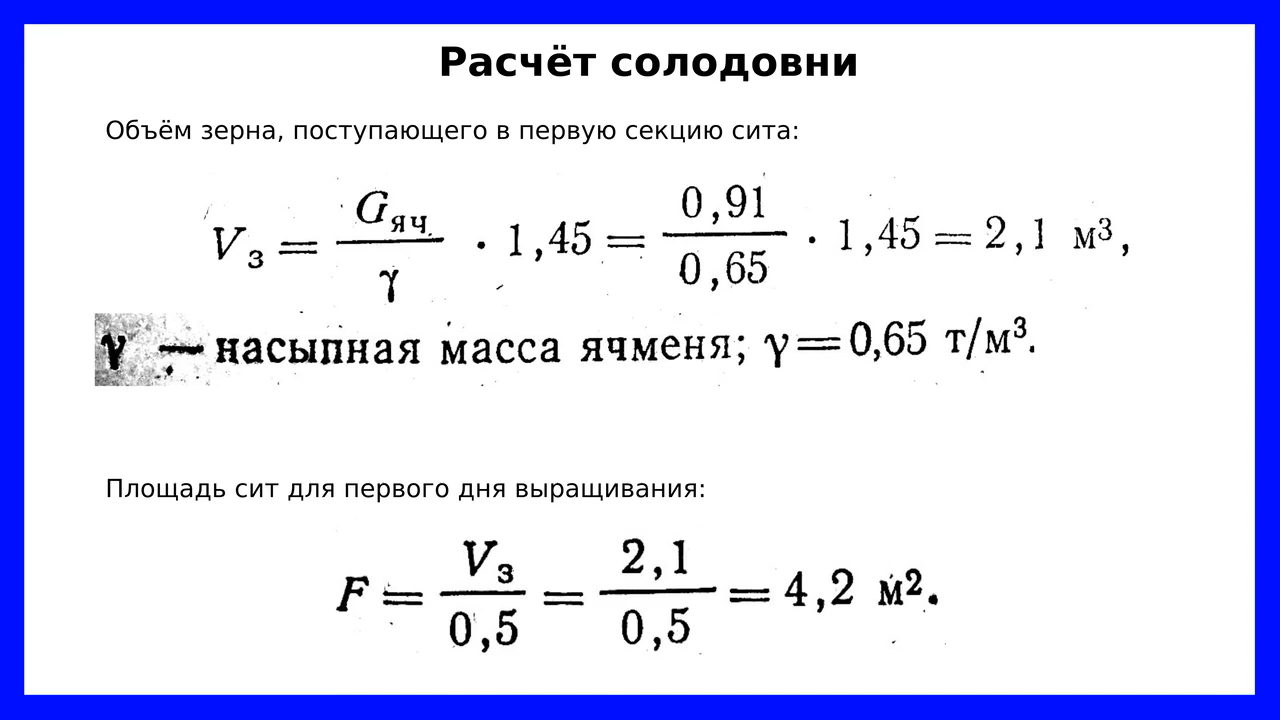 Расчёт солодовни
Объём зерна, поступающего в первую секцию сита:
Vз = Gяч. / γ · 1,45 = 0,91 / 0,65 · 1,45 = 2,1 м³,
γ — насыпная масса ячменя; γ=0,65 т/м³.
Площадь сит для первого дня выращивания:
F = Vз / 0,5 = 2,1 / 0,5 = 4,2 м².